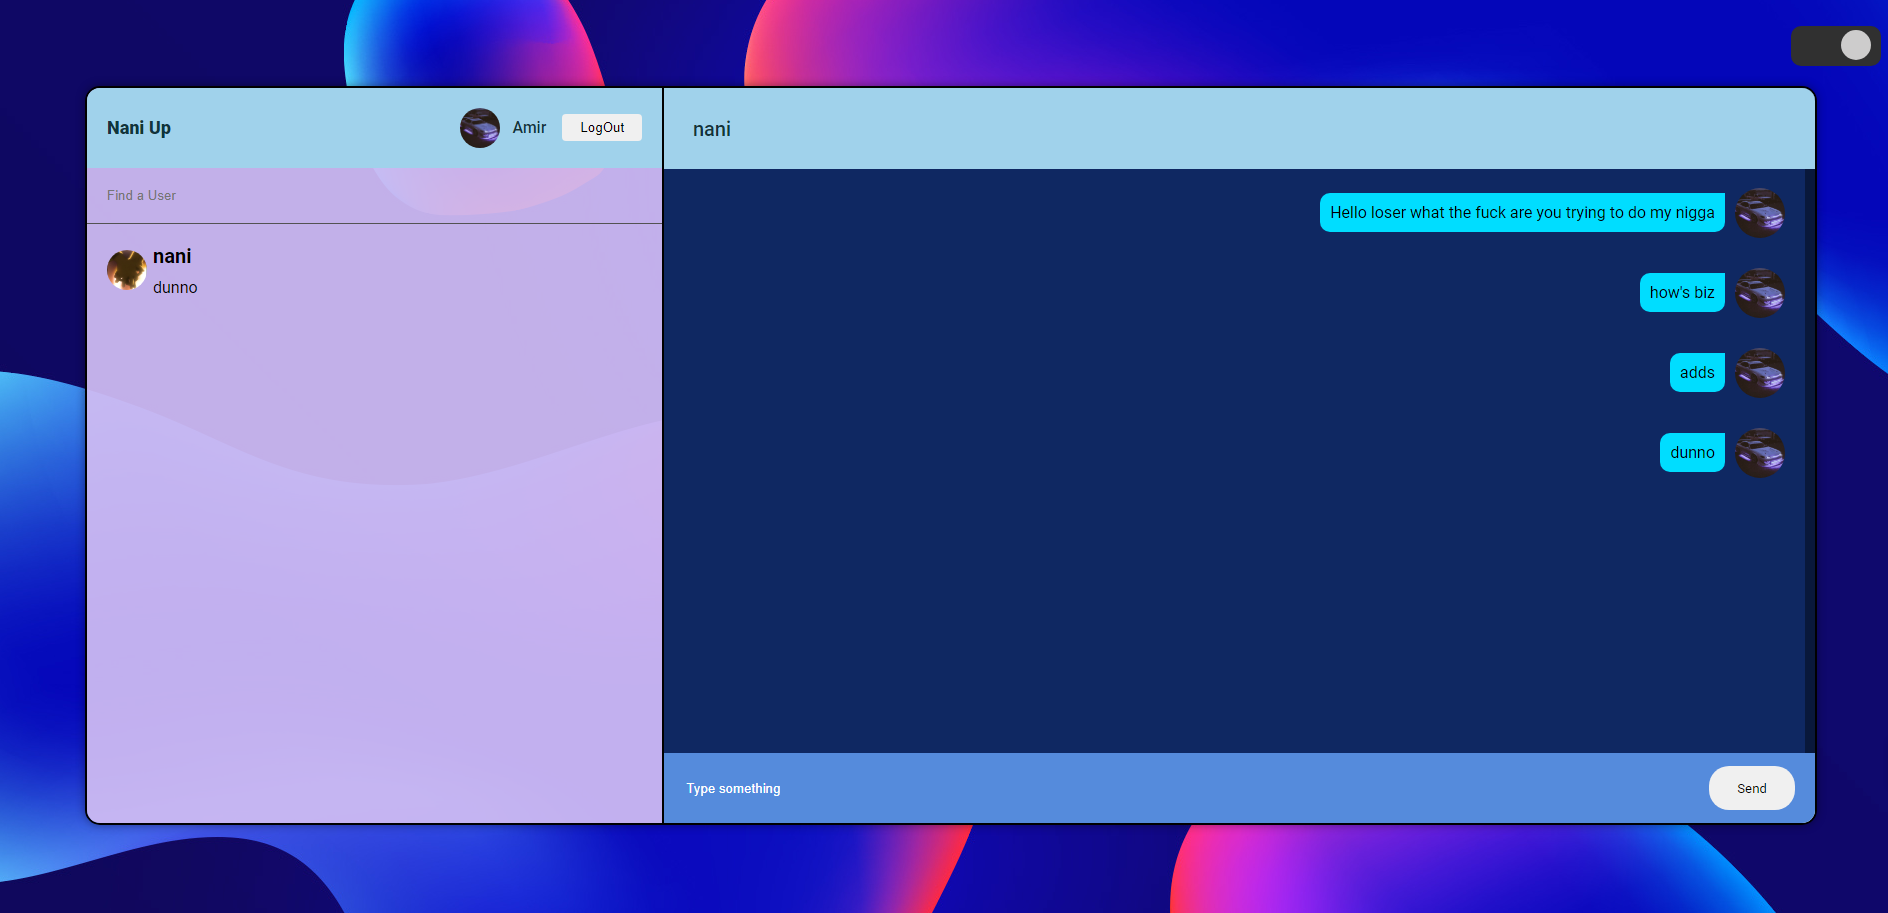 Nani Up
Amir
LogOut
Find a User
nani
dunno
nani
Hello loser what the fuck are you trying to do my nigga
how's biz
adds
dunno
Type something
Send